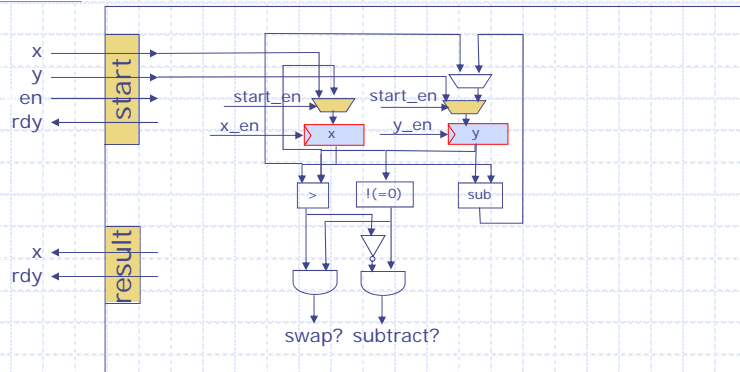 x
y
en
rdy
start
start_en
start_en
x_en
y_en
x
y
>
!(=0)
sub
result
x
rdy
swap? subtract?